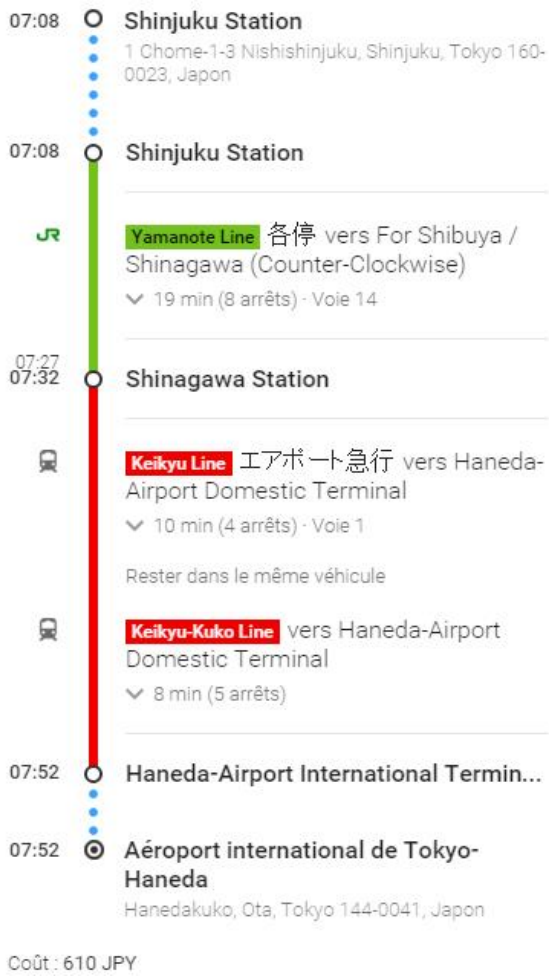 07:08 Shinjuku Station
1 Chome-1-3 Nishishinjuku, Shinjuku, Tokyo 160-
0023, Japon
07:08 Shinjuku Station
JR Yamanote Line 各停 vers For Shibuya /
Shinagawa (Counter-Clockwise)
19 min (8 arrêts) · Voie 14
07:27
07:32 Shinagawa Station
Keikyu Line エアポート急行 vers Haneda-
Airport Domestic Terminal
10 min (4 arrêts) · Voie 1
Rester dans le même véhicule
Keikyu-Kuko Line vers Haneda-Airport
Domestic Terminal
8 min (5 arrêts)
07:52 Haneda-Airport International Termin...
07:52 Aéroport international de Tokyo-
Haneda
Hanedakuko, Ota, Tokyo 144-0041, Japon
Coût : 610 JPY